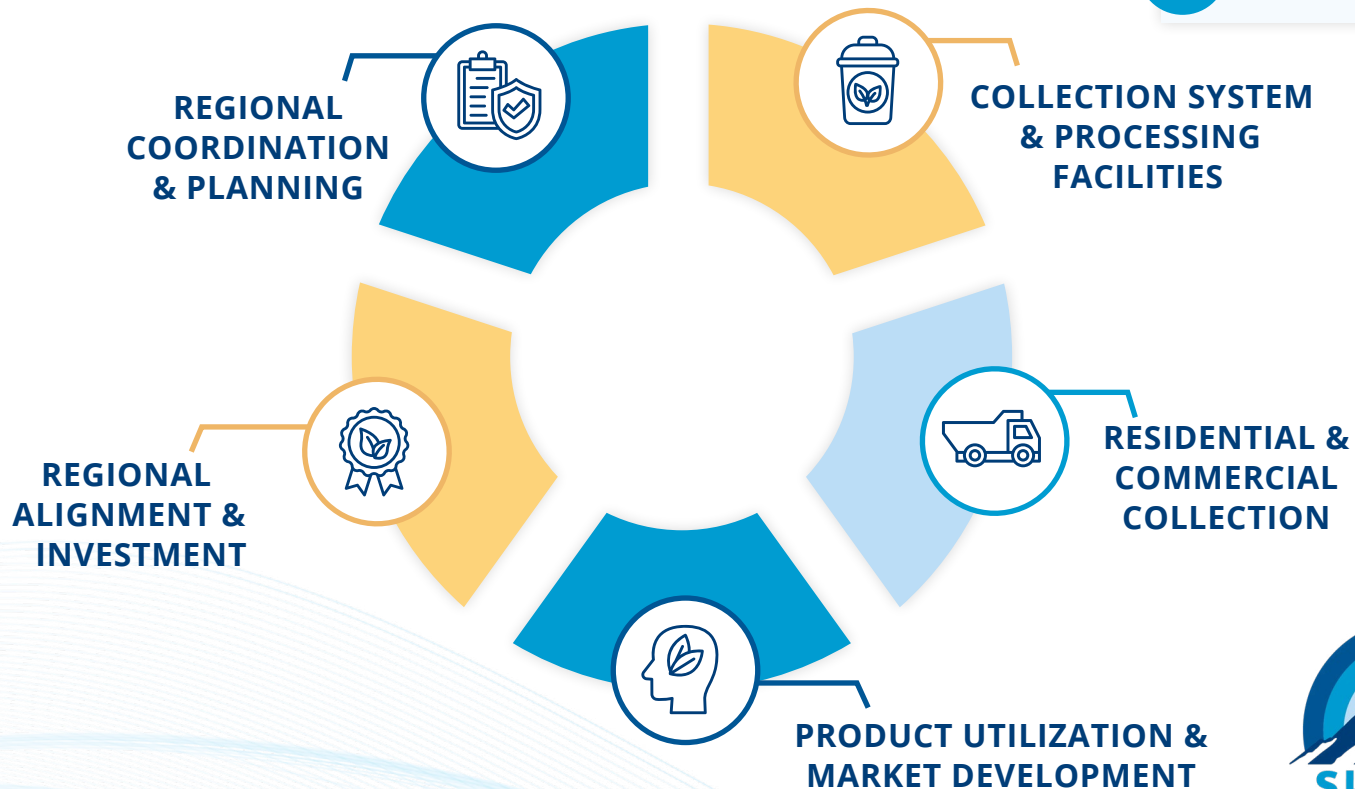 REGIONAL
COORDINATION
& PLANNING
COLLECTION SYSTEM
& PROCESSING
FACILITIES
REGIONAL
ALIGNMENT &
INVESTMENT
RESIDENTIAL &
COMMERCIAL
COLLECTION
PRODUCT UTILIZATION &
MARKET DEVELOPMENT